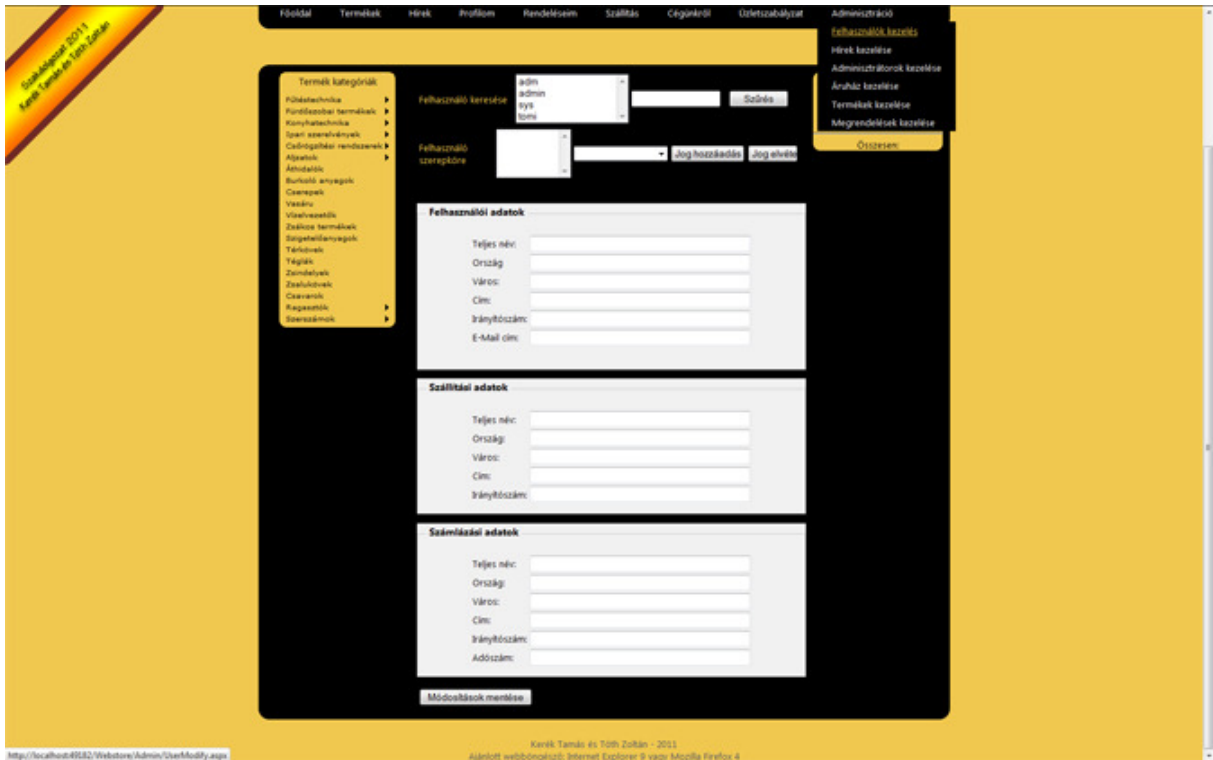 Szakdolgozat 2011
Kerék Tamás és Tóth Zoltán
Főoldal Termékek Hírek Profilom Rendeléseim Szállítás Cégünkről Üzletszabályzat Adminisztráció
Felhasználók kezelés
Hírek kezelése
Adminisztrátorok kezelése
Áruház kezelése
Termékek kezelése
Megrendelések kezelése
Összesen:
Termék kategóriák
Fűtéstechnika
Fürdőszobai termékek
Konyhatechnika
Ipari szerelvények
Csőrögzítési rendszerek
Aljzatok
Áthidalók
Burkoló anyagok
Cserepek
Vasáru
Vízelvezetők
Zsákos termékek
Szigetelőanyagok
Térkövek
Téglák
Zsindelyek
Zsalukövek
Csavarok
Ragasztók
Szerszámok
Felhasználó keresése
adm
admin
sys
tomi
Szűrés
Felhasználó
szerepköre
Jog hozzáadás Jog elvéte
Felhasználói adatok
Teljes név:
Ország
Város:
Cím:
Irányítószám:
E-Mail cím:
Szállítási adatok
Teljes név:
Ország:
Város:
Cím:
Irányítószám:
Számlázási adatok
Teljes név:
Ország:
Város:
Cím:
Irányítószám:
Adószám:
Módosítások mentése
Kerék Tamás és Tóth Zoltán - 2011
Ajánlott webböngésző: Internet Explorer 9 vagy Mozilla Firefox 4
http://localhost:49182/Webstore/Admin/UserModify.aspx